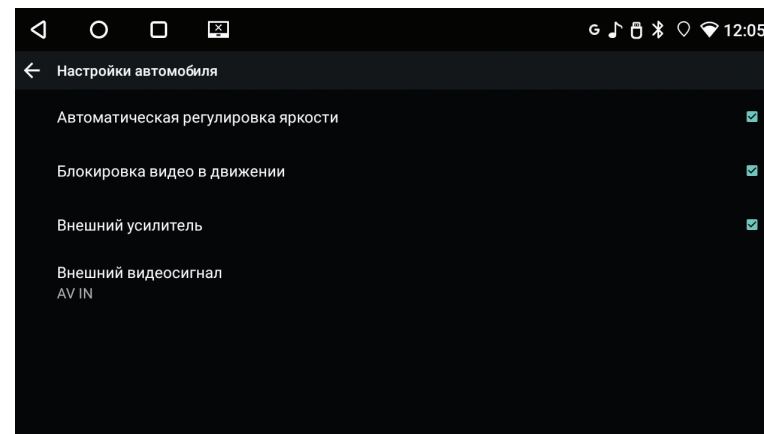 G 12:05
Настройки автомобиля
Автоматическая регулировка яркости
Блокировка видео в движении
Внешний усилитель
Внешний видеосигнал
AV IN